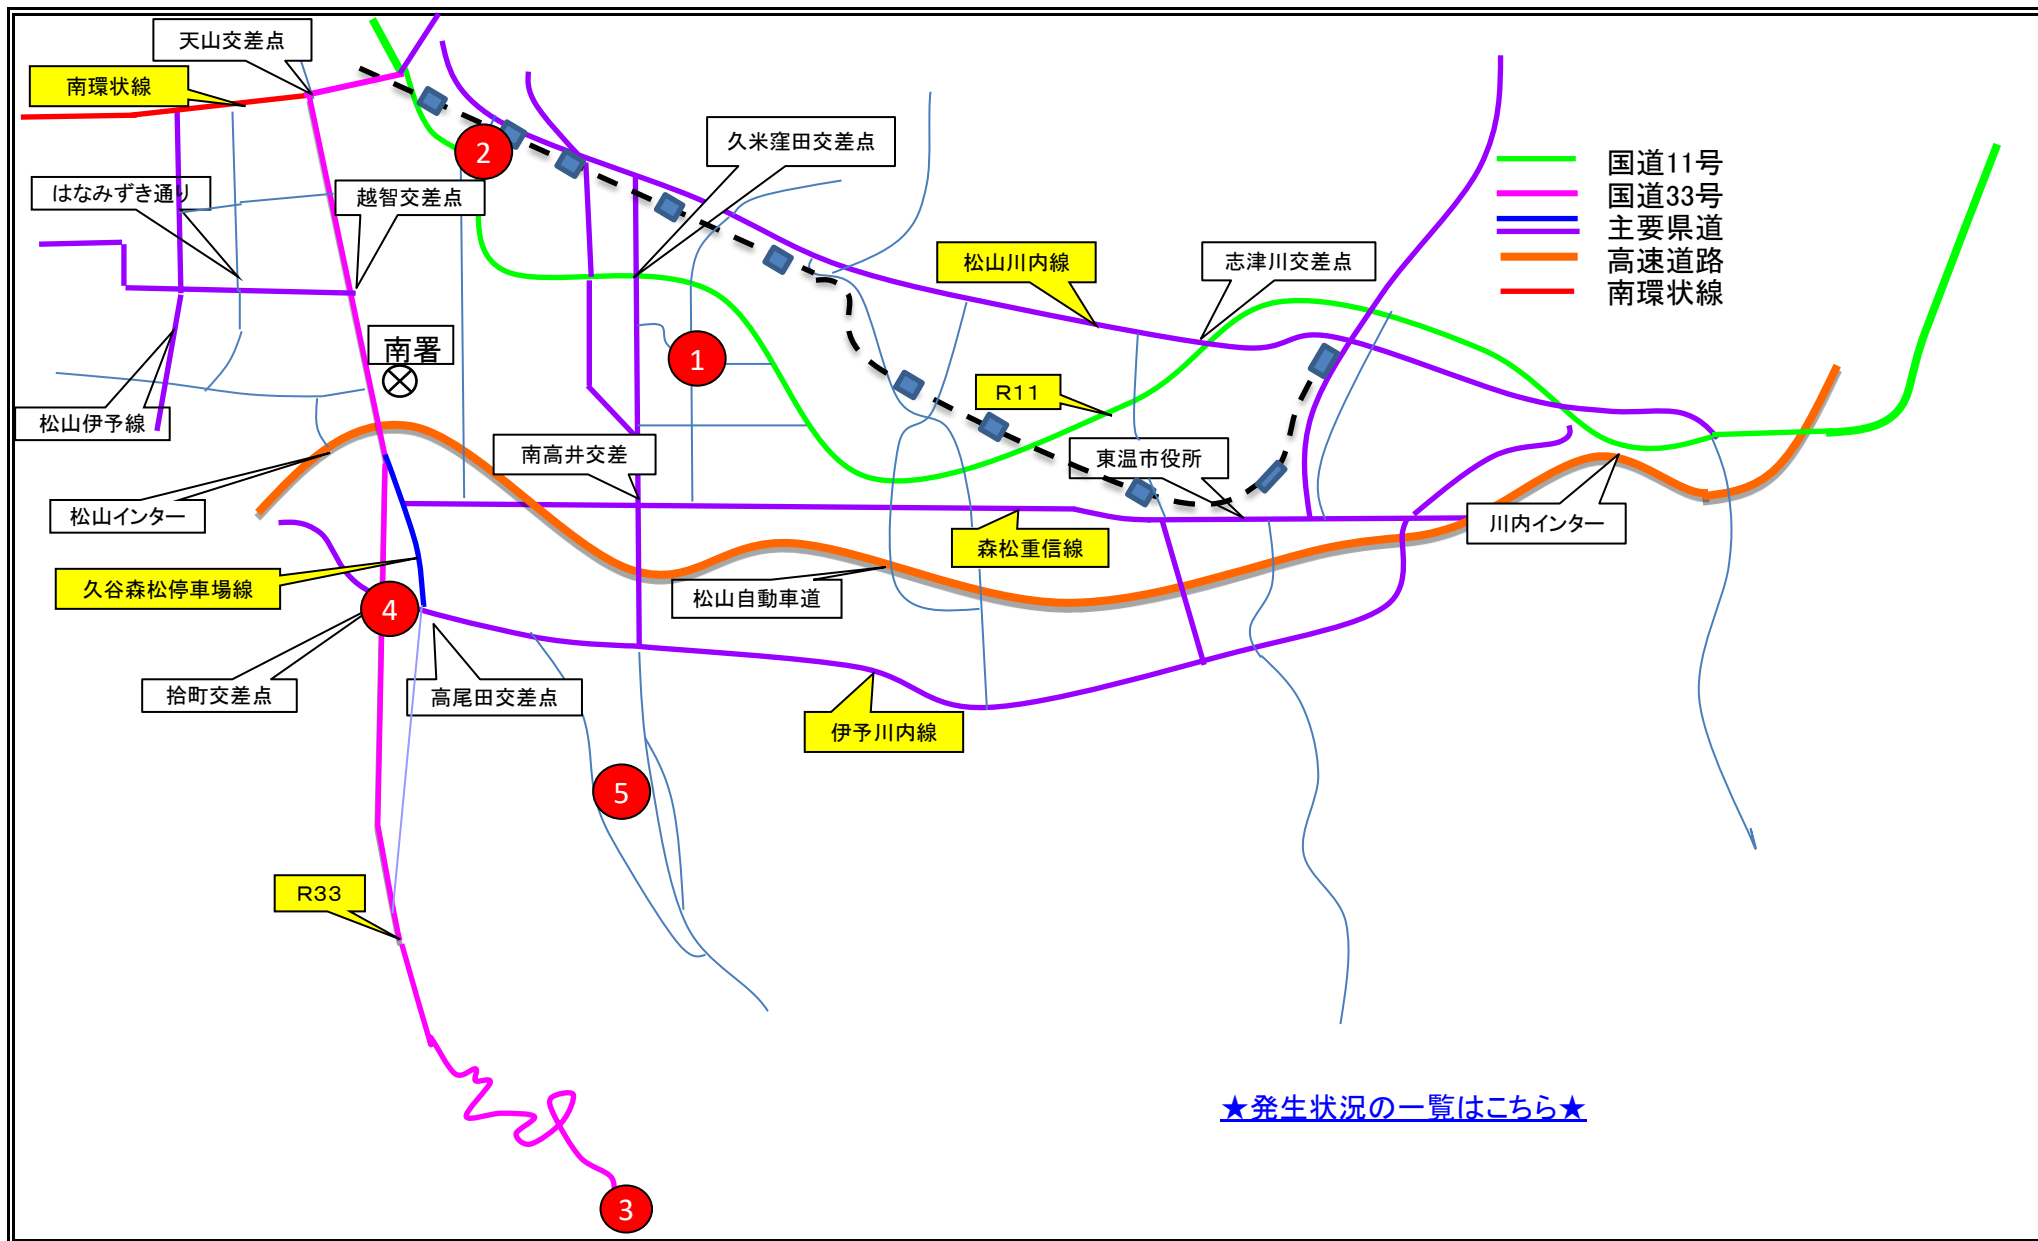 天山交差点
南環状線
久米窪田交差点
2
はなみずき通り
越智交差点
国道11号
国道33号
主要県道
高速道路
南環状線
松山川内線
志津川交差点
南署
1
R11
松山伊予線
南高井交差
東温市役所
松山インター
川内インター
森松重信線
久谷森松停車場線
松山自動車道
4
拾町交差点
高尾田交差点
伊予川内線
5
R33
★発生状況の一覧はこちら★
3